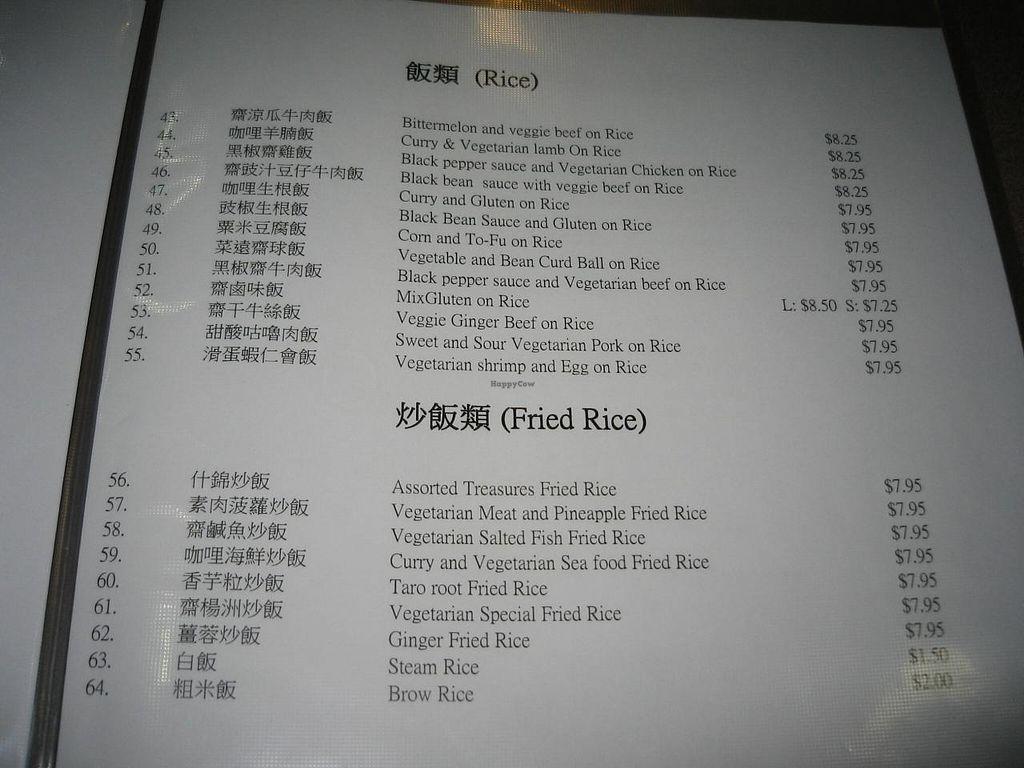 飯類 (Rice)
43. 齋涼瓜牛肉飯 Bittermelon and veggie beef on Rice $8.25
44. 咖哩羊腩飯 Curry & Vegetarian lamb On Rice $8.25
45. 黑椒齋雞飯 Black pepper sauce and Vegetarian Chicken on Rice $8.25
46. 齋豉汁豆仔牛肉飯 Black bean sauce with veggie beef on Rice $8.25
47. 咖哩生根飯 Curry and Gluten on Rice $7.95
48. 豉椒生根飯 Black Bean Sauce and Gluten on Rice $7.95
49. 粟米豆腐飯 Corn and To-Fu on Rice $7.95
50. 菜遠齋球飯 Vegetable and Bean Curd Ball on Rice $7.95
51. 黑椒齋牛肉飯 Black pepper sauce and Vegetarian beef on Rice $7.95
52. 齋鹵味飯 MixGluten on Rice L: $8.50 S: $7.25
53. 齋干牛絲飯 Veggie Ginger Beef on Rice $7.95
54. 甜酸咕嚕肉飯 Sweet and Sour Vegetarian Pork on Rice $7.95
55. 滑蛋蝦仁會飯 Vegetarian shrimp and Egg on Rice $7.95
HappyCow
炒飯類 (Fried Rice)
56. 什錦炒飯 Assorted Treasures Fried Rice $7.95
57. 素肉菠蘿炒飯 Vegetarian Meat and Pineapple Fried Rice $7.95
58. 齋鹹魚炒飯 Vegetarian Salted Fish Fried Rice $7.95
59. 咖哩海鮮炒飯 Curry and Vegetarian Sea food Fried Rice $7.95
60. 香芋粒炒飯 Taro root Fried Rice $7.95
61. 齋楊洲炒飯 Vegetarian Special Fried Rice $7.95
62. 薑蓉炒飯 Ginger Fried Rice $7.95
63. 白飯 Steam Rice $1.50
64. 粗米飯 Brow Rice $2.00